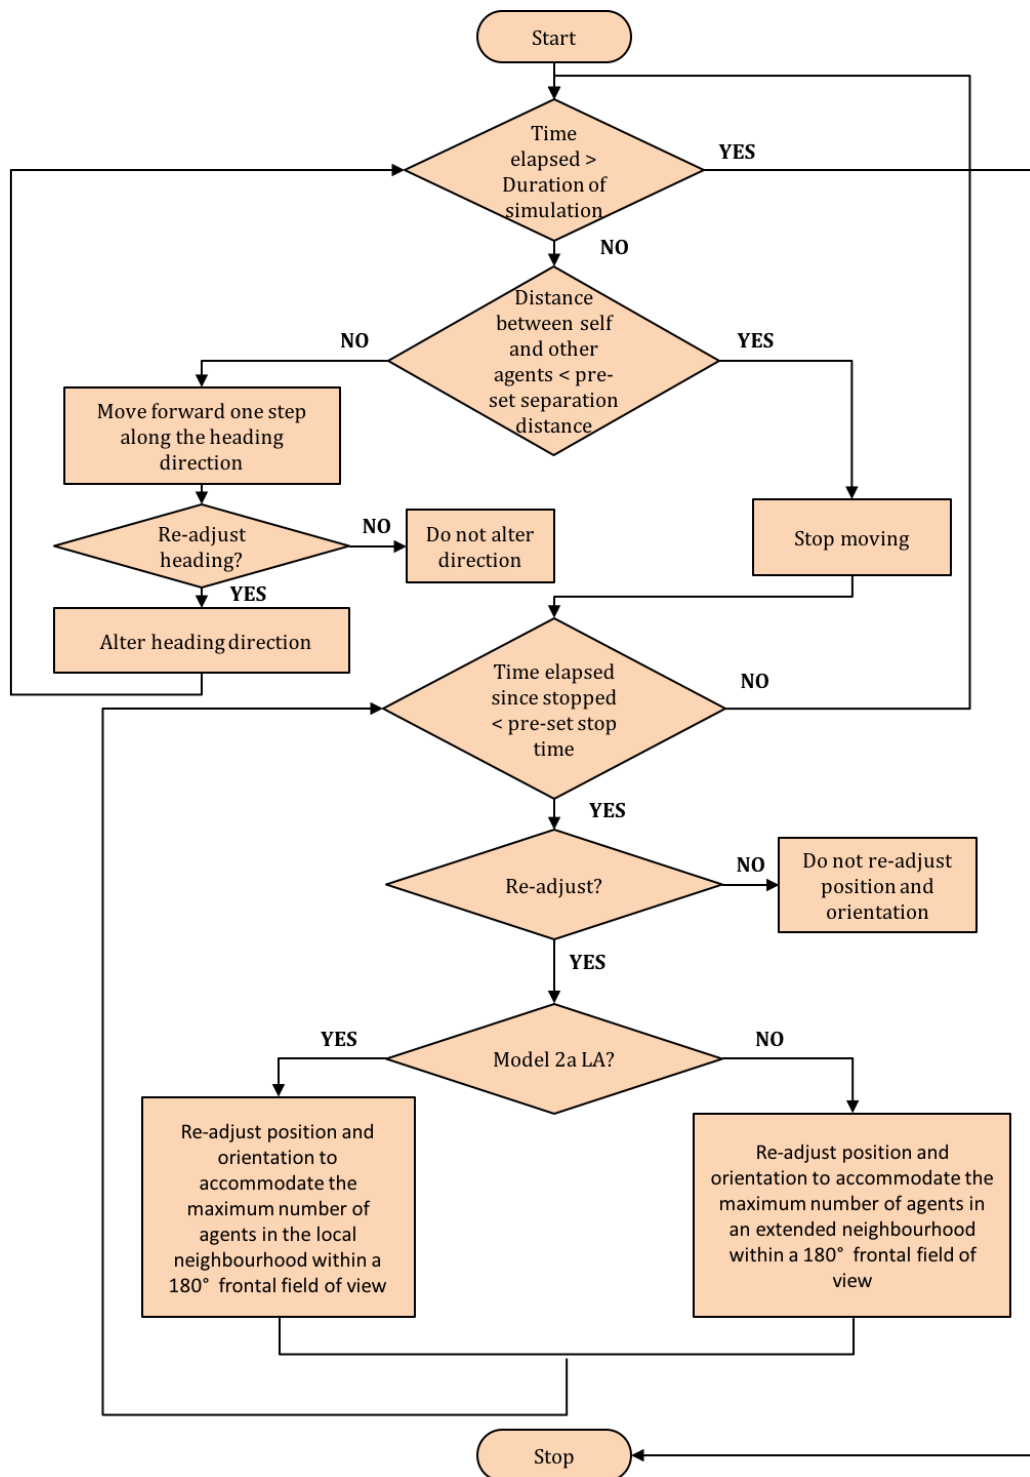 Start
Time
elapsed >
Duration of
simulation
YES
NO
Distance
between self
and other
agents < pre-
set separation
distance
NO
YES
Move forward one step
along the heading
direction
Re-adjust
heading?
NO
Do not alter
direction
Stop moving
YES
Alter heading direction
Time elapsed
since stopped
< pre-set stop
time
NO
YES
Re-adjust?
NO
Do not re-adjust
position and
orientation
YES
Model 2a LA?
YES
NO
Re-adjust position and
orientation to
accommodate the
maximum number of
agents in the local
neighbourhood within a
180° frontal field of view
Re-adjust position and
orientation to accommodate the
maximum number of agents in
an extended neighbourhood
within a 180° frontal field of
view
Stop